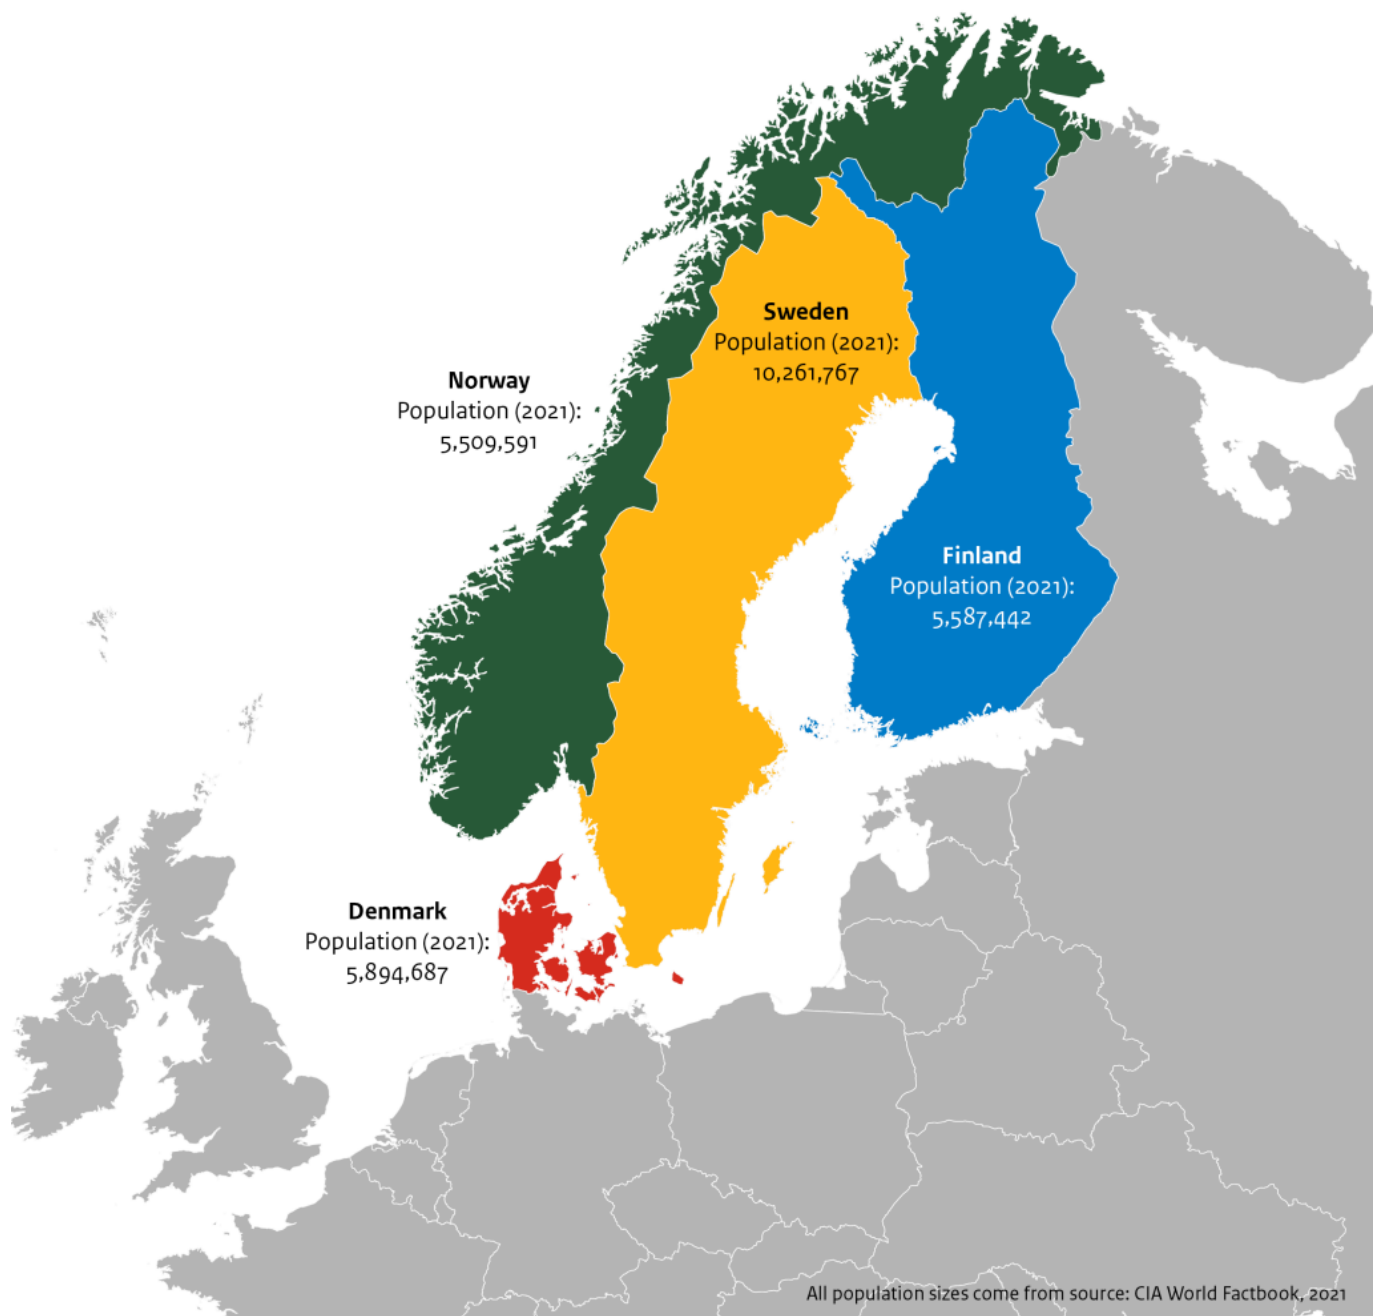 Sweden
Population (2021):
10,261,767
Norway
Population (2021):
5,509,591
Finland
Population (2021):
5,587,442
Denmark
Population (2021):
5,894,687
All population sizes come from source: CIA World Factbook, 2021